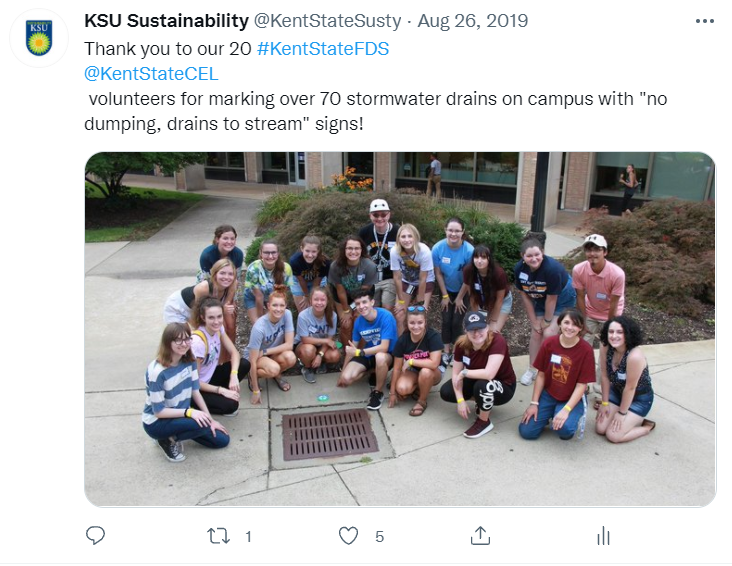 KSU Sustainability @KentStateSusty · Aug 26, 2019
Thank you to our 20 #KentStateFDS
@KentStateCEL
volunteers for marking over 70 stormwater drains on campus with "no
dumping, drains to stream" signs!
KSU
1
5